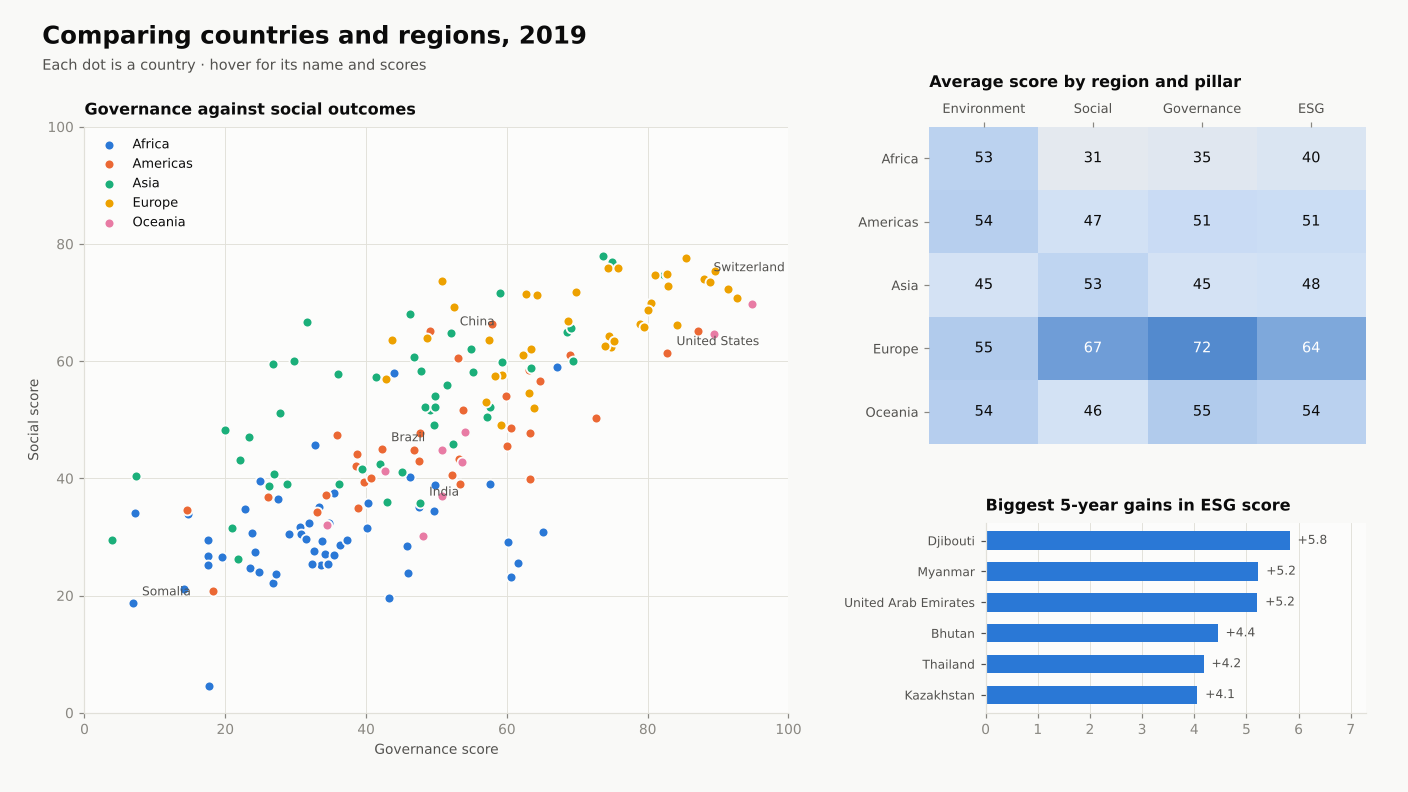 Comparing countries and regions, 2019
Each dot is a country · hover for its name and scores
Governance against social outcomes
100
80
60
40
20
0
Social score
Africa
Americas
Asia
Europe
Oceania
Switzerland
China
United States
Brazil
India
Somalia
0 20 40 60 80 100
Governance score
Average score by region and pillar
Environment Social Governance ESG
Africa 53 31 35 40
Americas 54 47 51 51
Asia 45 53 45 48
Europe 55 67 72 64
Oceania 54 46 55 54
Biggest 5-year gains in ESG score
Djibouti +5.8
Myanmar +5.2
United Arab Emirates +5.2
Bhutan +4.4
Thailand +4.2
Kazakhstan +4.1
0 1 2 3 4 5 6 7